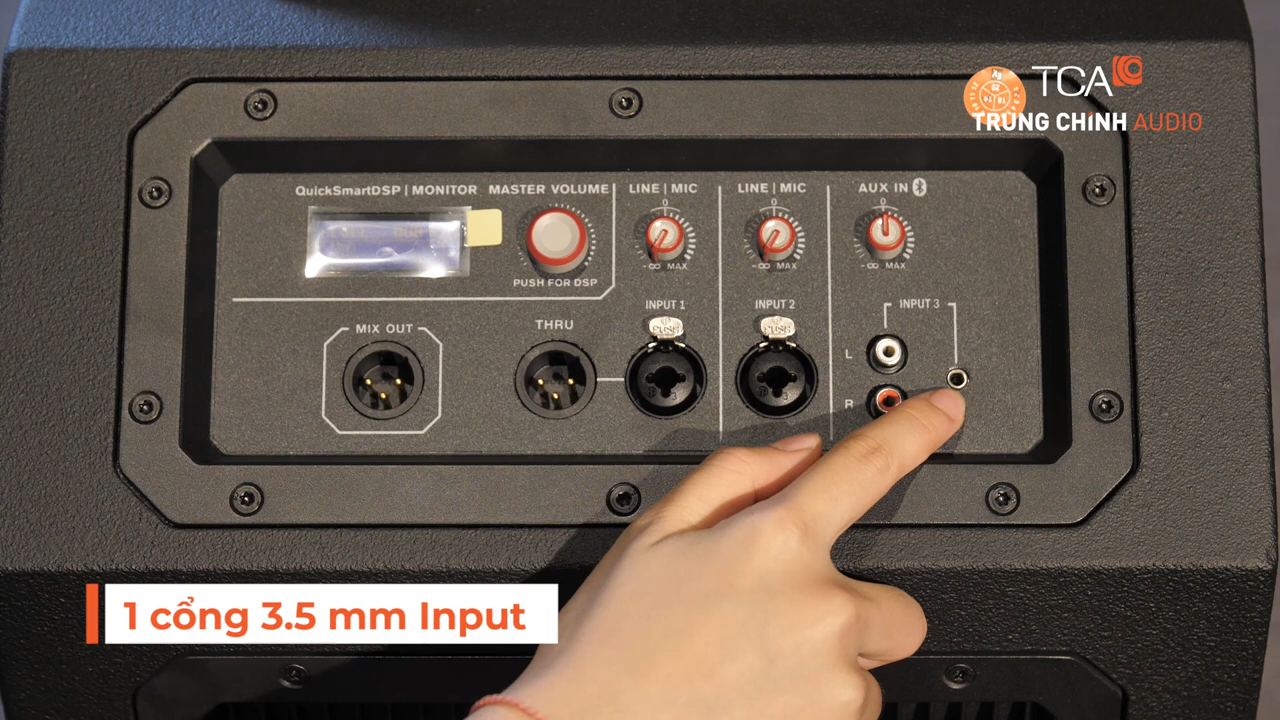 TCA
TRUNG CHÍNH AUDIO
QuickSmartDSP | MONITOR
MASTER VOLUME
LINE | MIC
LINE | MIC
AUX IN
0
0
0
-∞ MAX
-∞ MAX
-∞ MAX
PUSH FOR DSP
INPUT 1
INPUT 2
INPUT 3
MIX OUT
THRU
PUSH
PUSH
L
R
1 cổng 3.5 mm Input